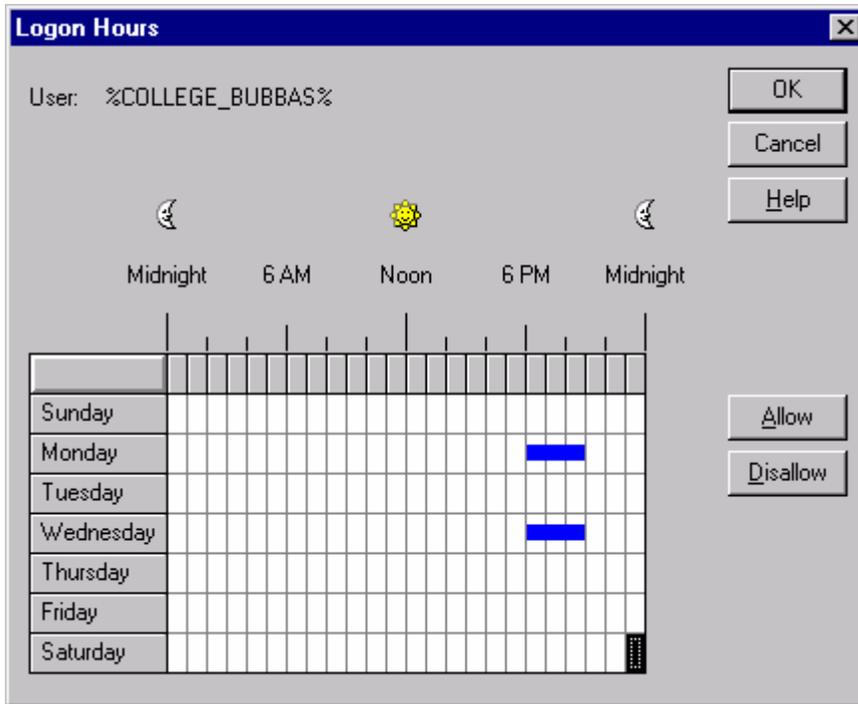 Logon Hours
User: %COLLEGE_BUBBAS%
OK
Cancel
Help
Midnight 6 AM Noon 6 PM Midnight
Sunday
Allow
Monday
Disallow
Tuesday
Wednesday
Thursday
Friday
Saturday